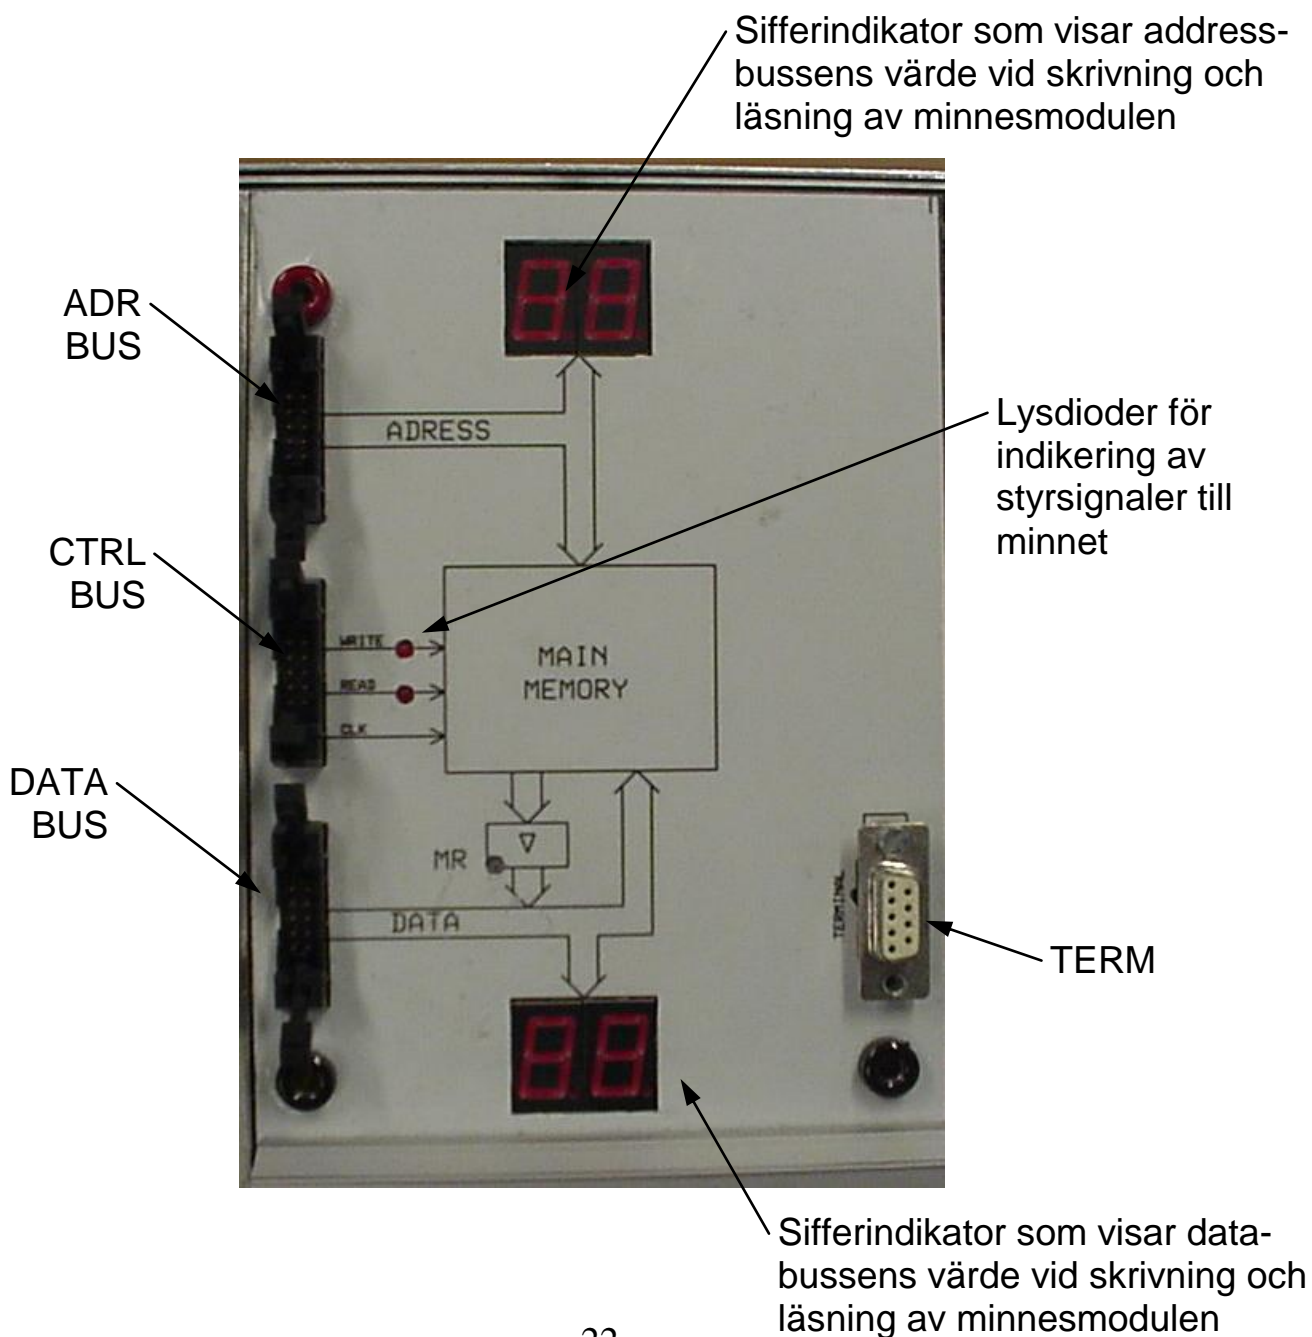 Sifferindikator som visar address-
bussens värde vid skrivning och
läsning av minnesmodulen
ADR
BUS
ADRESS
Lysdioder för
indikering av
styrsignaler till
minnet
CTRL
BUS
WRITE
READ
CLK
MAIN
MEMORY
DATA
BUS
MR
DATA
TERMINAL
TERM
Sifferindikator som visar data-
bussens värde vid skrivning och
läsning av minnesmodulen